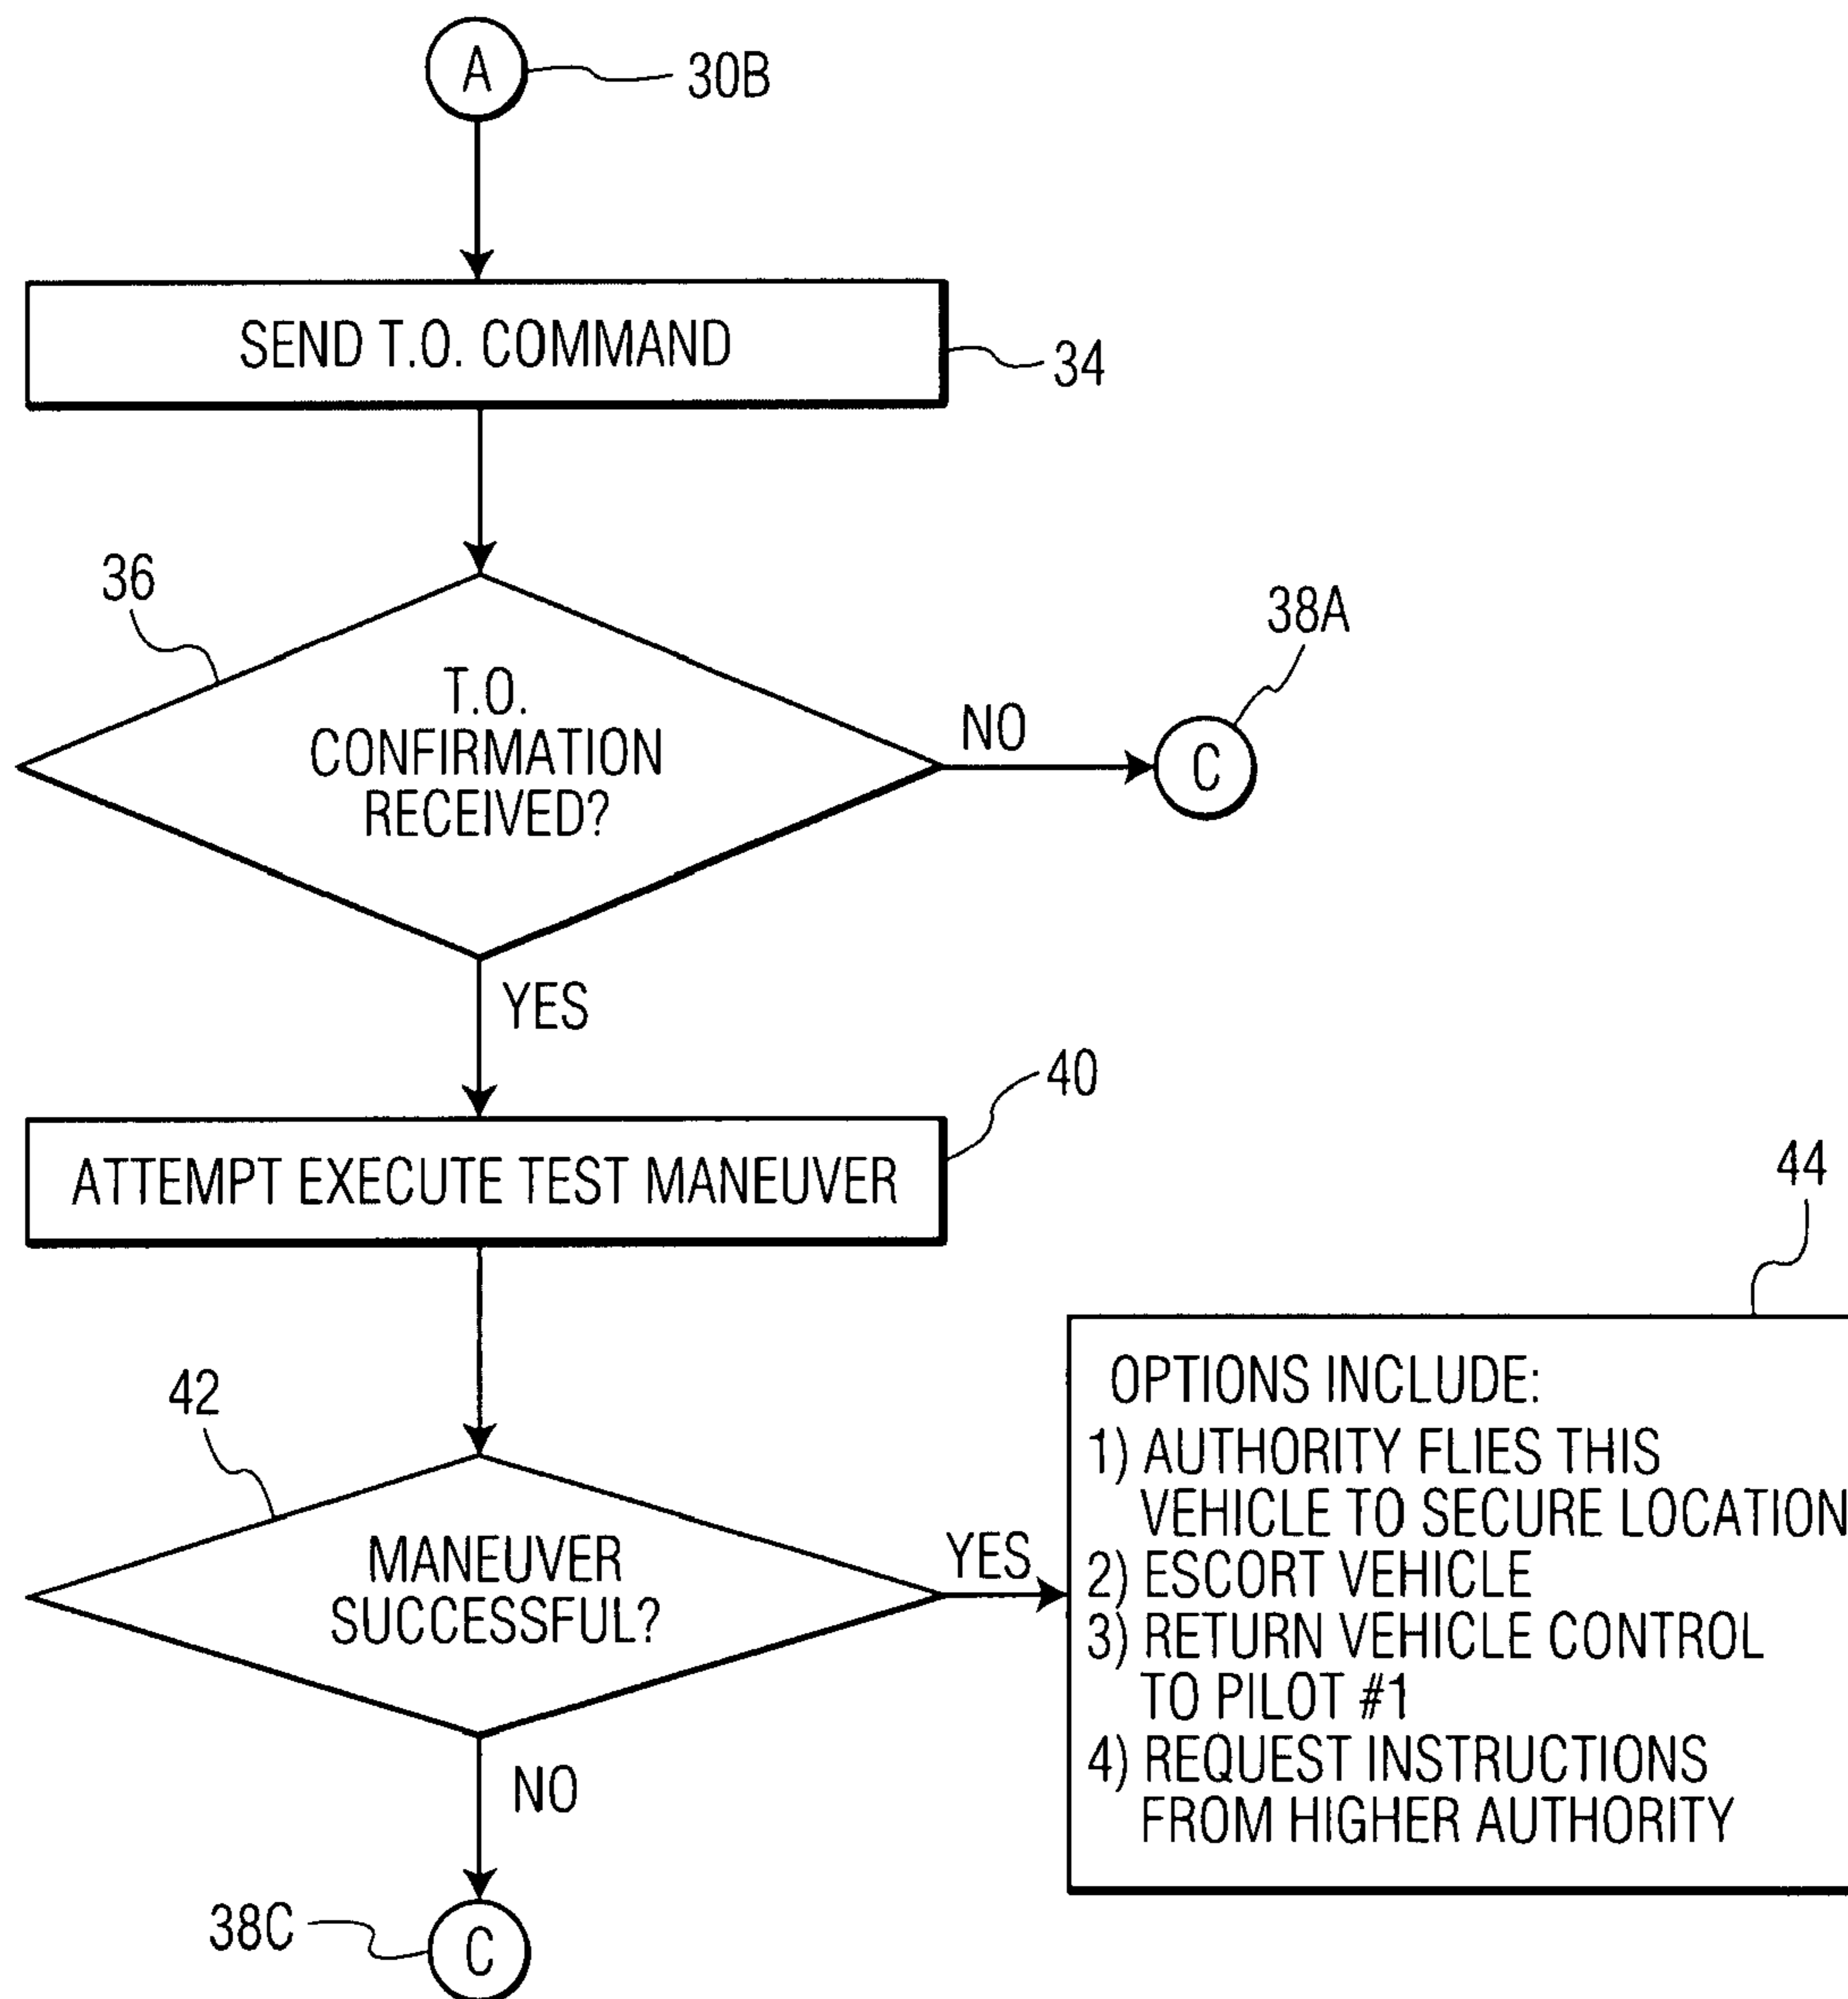 A
30B
SEND T.O. COMMAND
34
36
T.O.
CONFIRMATION
RECEIVED?
NO
38A
C
YES
40
ATTEMPT EXECUTE TEST MANEUVER
44
42
MANEUVER
SUCCESSFUL?
YES
OPTIONS INCLUDE:
1) AUTHORITY FLIES THIS
VEHICLE TO SECURE LOCATION
2) ESCORT VEHICLE
3) RETURN VEHICLE CONTROL
TO PILOT #1
4) REQUEST INSTRUCTIONS
FROM HIGHER AUTHORITY
NO
38C
C